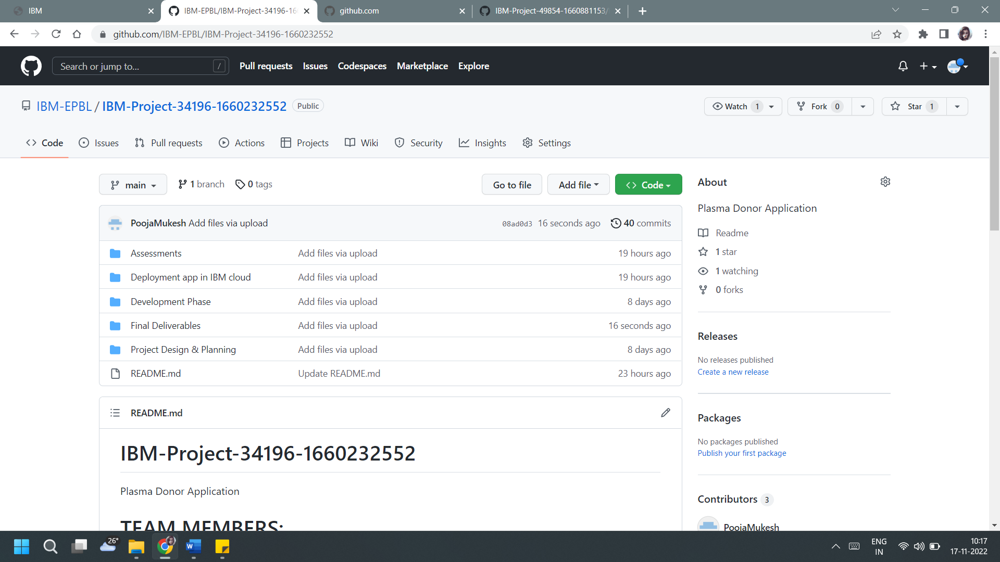 IBM
IBM-EPBL/IBM-Project-34196-16
github.com
IBM-Project-49854-1660881153/
github.com/IBM-EPBL/IBM-Project-34196-1660232552
Search or jump to... /
Pull requests Issues Codespaces Marketplace Explore
IBM-EPBL / IBM-Project-34196-1660232552 Public
Watch 1 Fork 0 Star 1
Code Issues Pull requests Actions Projects Wiki Security Insights Settings
main 1 branch 0 tags Go to file Add file Code
PoojaMukesh Add files via upload 08ad0d3 16 seconds ago 40 commits
Assessments Add files via upload 19 hours ago
Deployment app in IBM cloud Add files via upload 19 hours ago
Development Phase Add files via upload 8 days ago
Final Deliverables Add files via upload 16 seconds ago
Project Design & Planning Add files via upload 8 days ago
README.md Update README.md 23 hours ago
README.md
IBM-Project-34196-1660232552
Plasma Donor Application
TEAM MEMBERS:
About
Plasma Donor Application
Readme
1 star
1 watching
0 forks
Releases
No releases published
Create a new release
Packages
No packages published
Publish your first package
Contributors 3
PoojaMukesh
26°
W
ENG
IN
10:17
17-11-2022